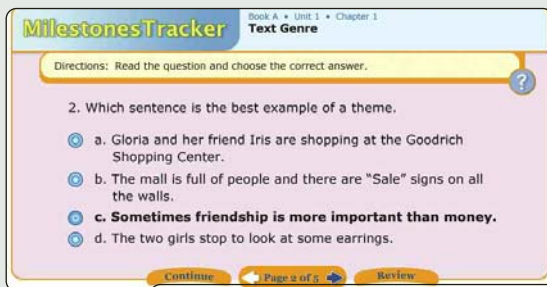 MilestonesTracker
Book A • Unit 1 • Chapter 1
Text Genre
Directions: Read the question and choose the correct answer.
?
2. Which sentence is the best example of a theme.
a. Gloria and her friend Iris are shopping at the Goodrich
Shopping Center.
b. The mall is full of people and there are “Sale” signs on all
the walls.
c. Sometimes friendship is more important than money.
d. The two girls stop to look at some earrings.
Continue Page 2 of 5 Review